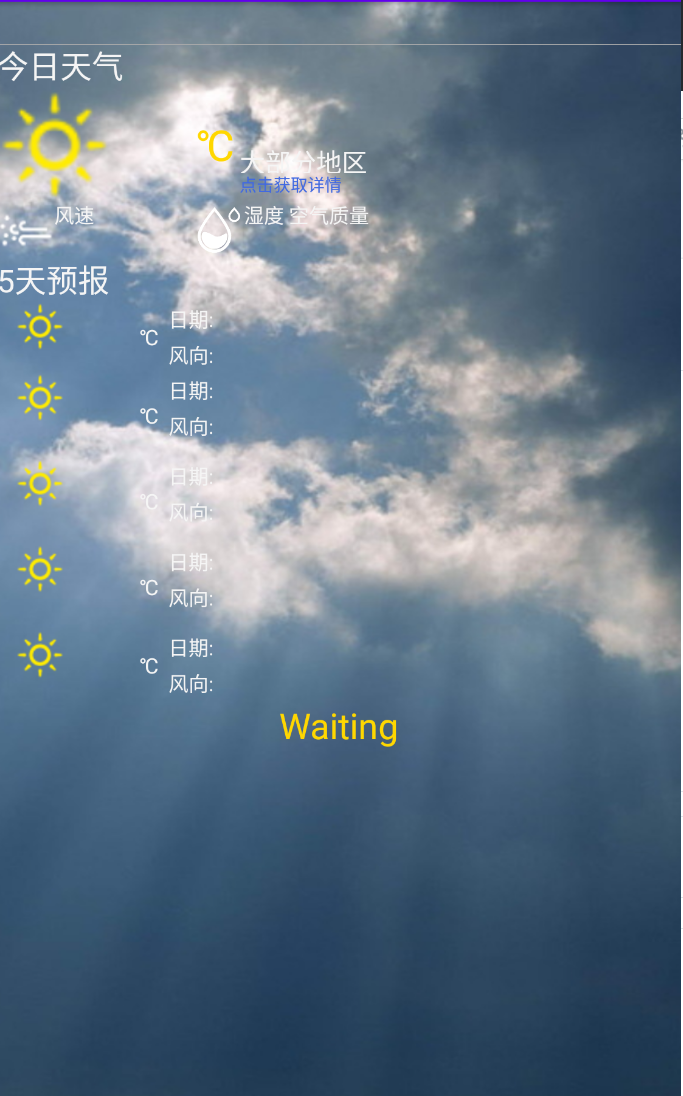 今日天气
℃
大部分地区
点击获取详情
风速
湿度 空气质量
5天预报
日期:
℃
风向:
日期:
℃
风向:
日期:
℃
风向:
日期:
℃
风向:
日期:
℃
风向:
Waiting